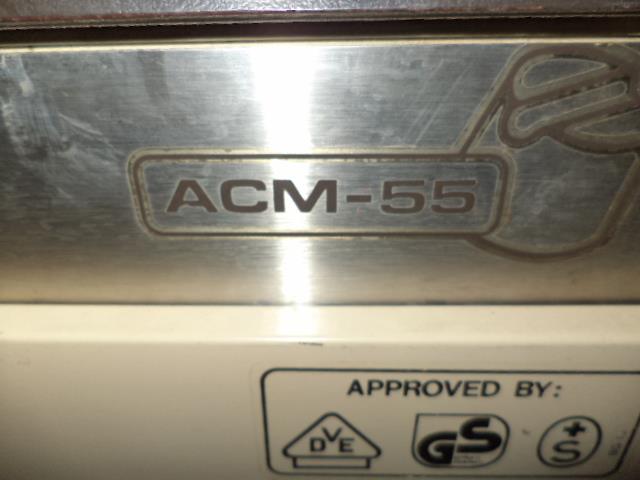 ACM-55
APPROVED BY:
DVE GS +S